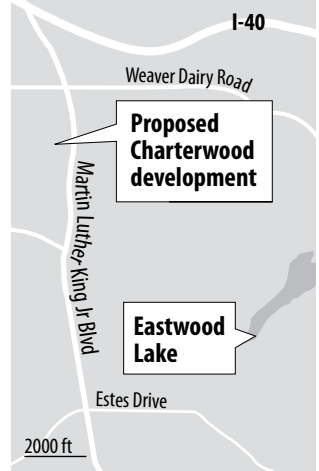 I-40
Weaver Dairy Road
Proposed
Charterwood
development
Martin Luther King Jr Blvd
Eastwood
Lake
Estes Drive
2000 ft